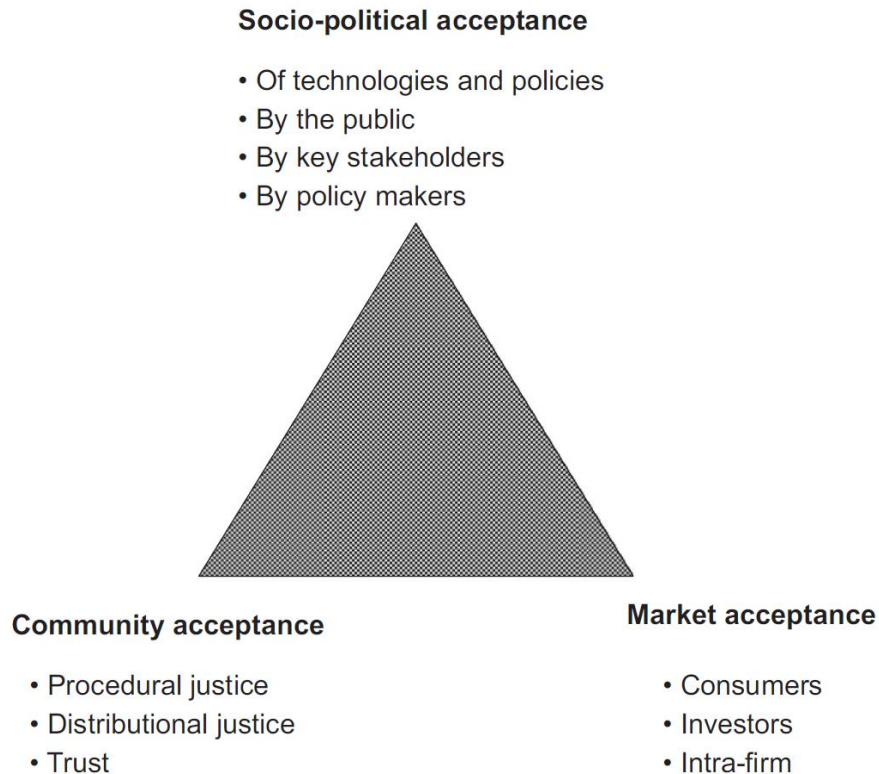 Socio-political acceptance
• Of technologies and policies
• By the public
• By key stakeholders
• By policy makers
Community acceptance
• Procedural justice
• Distributional justice
• Trust
Market acceptance
• Consumers
• Investors
• Intra-firm